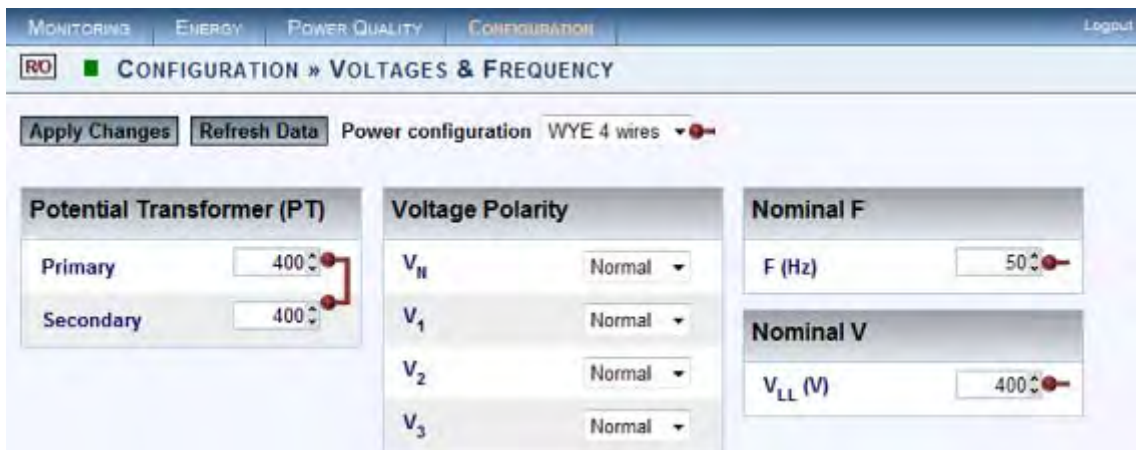 MONITORING ENERGY POWER QUALITY CONFIGURATION Logout
R/O CONFIGURATION » VOLTAGES & FREQUENCY
Apply Changes Refresh Data Power configuration WYE 4 wires
Potential Transformer (PT)
Primary 400
Secondary 400
Voltage Polarity
VN Normal
V1 Normal
V2 Normal
V3 Normal
Nominal F
F (Hz) 50
Nominal V
VLL (V) 400